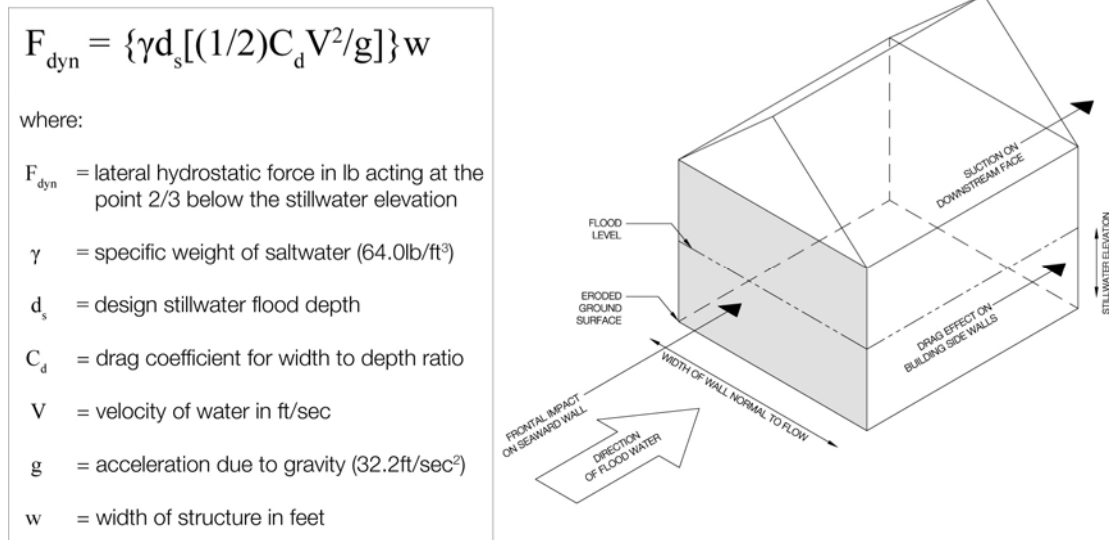 F_dyn = {γd_s[(1/2)C_dV²/g]}w
where:
F_dyn = lateral hydrostatic force in lb acting at the
point 2/3 below the stillwater elevation
γ = specific weight of saltwater (64.0lb/ft³)
d_s = design stillwater flood depth
C_d = drag coefficient for width to depth ratio
V = velocity of water in ft/sec
g = acceleration due to gravity (32.2ft/sec²)
w = width of structure in feet
SUCTION ON
DOWNSTREAM FACE
FLOOD
LEVEL
STILLWATER ELEVATION
ERODED
GROUND
SURFACE
DRAG EFFECT ON
BUILDING SIDE WALLS
WIDTH OF WALL NORMAL TO FLOW
FRONTAL IMPACT
ON SEAWARD WALL
DIRECTION
OF FLOOD WATER